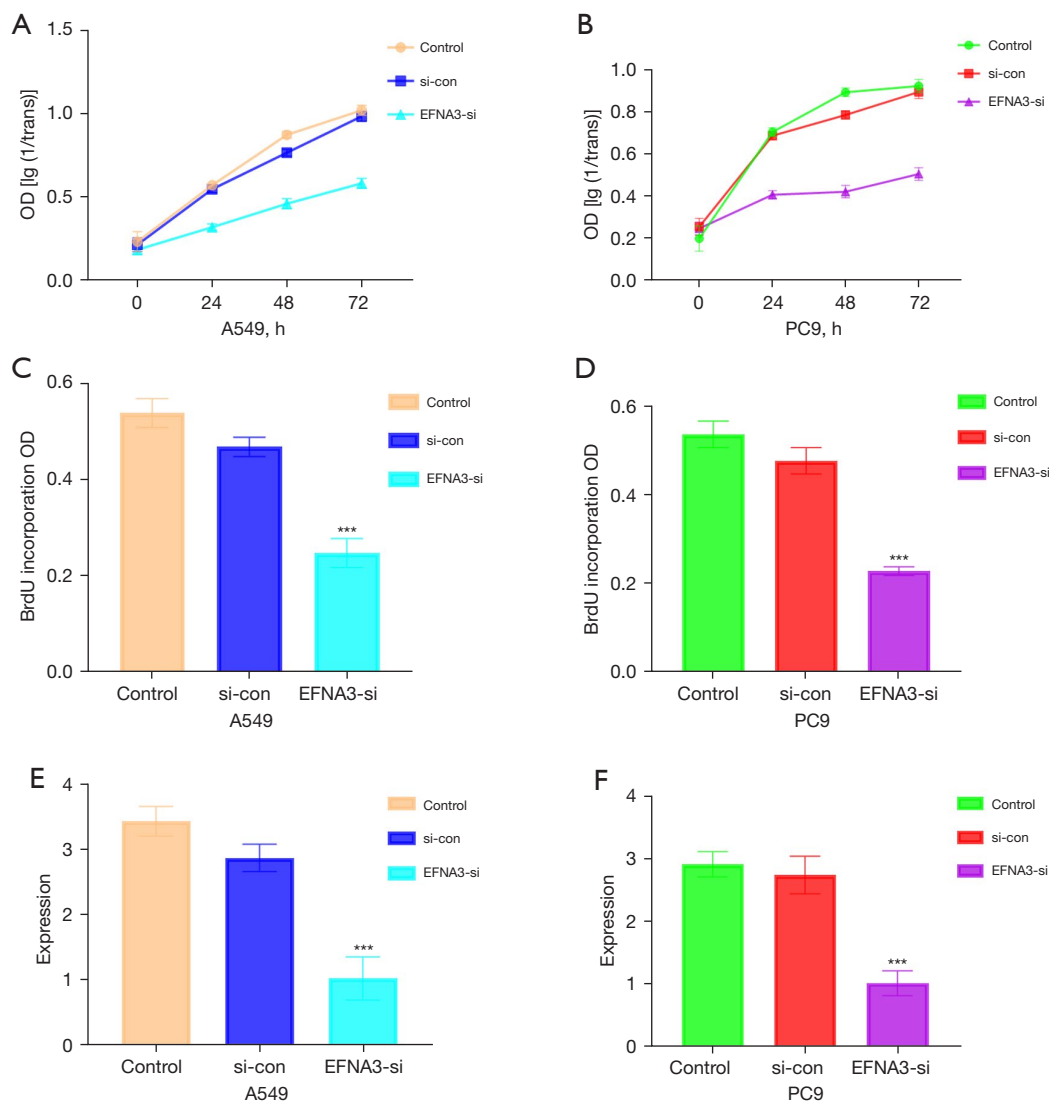 A
OD [lg (1/trans)]
1.5
1.0
0.5
0.0
0 24 48 72
A549, h
Control
si-con
EFNA3-si
B
OD [lg (1/trans)]
1.0
0.8
0.6
0.4
0.2
0.0
0 24 48 72
PC9, h
Control
si-con
EFNA3-si
C
BrdU incorporation OD
0.6
0.4
0.2
0.0
***
Control si-con EFNA3-si
A549
Control
si-con
EFNA3-si
D
BrdU incorporation OD
0.6
0.4
0.2
0.0
***
Control si-con EFNA3-si
PC9
Control
si-con
EFNA3-si
E
Expression
4
3
2
1
0
***
Control si-con EFNA3-si
A549
Control
si-con
EFNA3-si
F
Expression
4
3
2
1
0
***
Control si-con EFNA3-si
PC9
Control
si-con
EFNA3-si